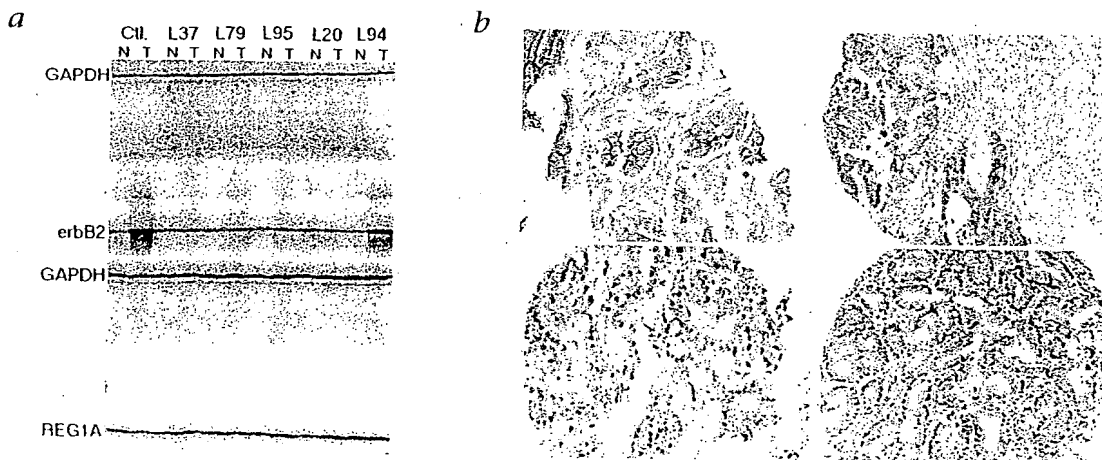 a
b
Ctl. L37 L79 L95 L20 L94
N T N T N T N T N T N T
GAPDH
erbB2
GAPDH
REG1A